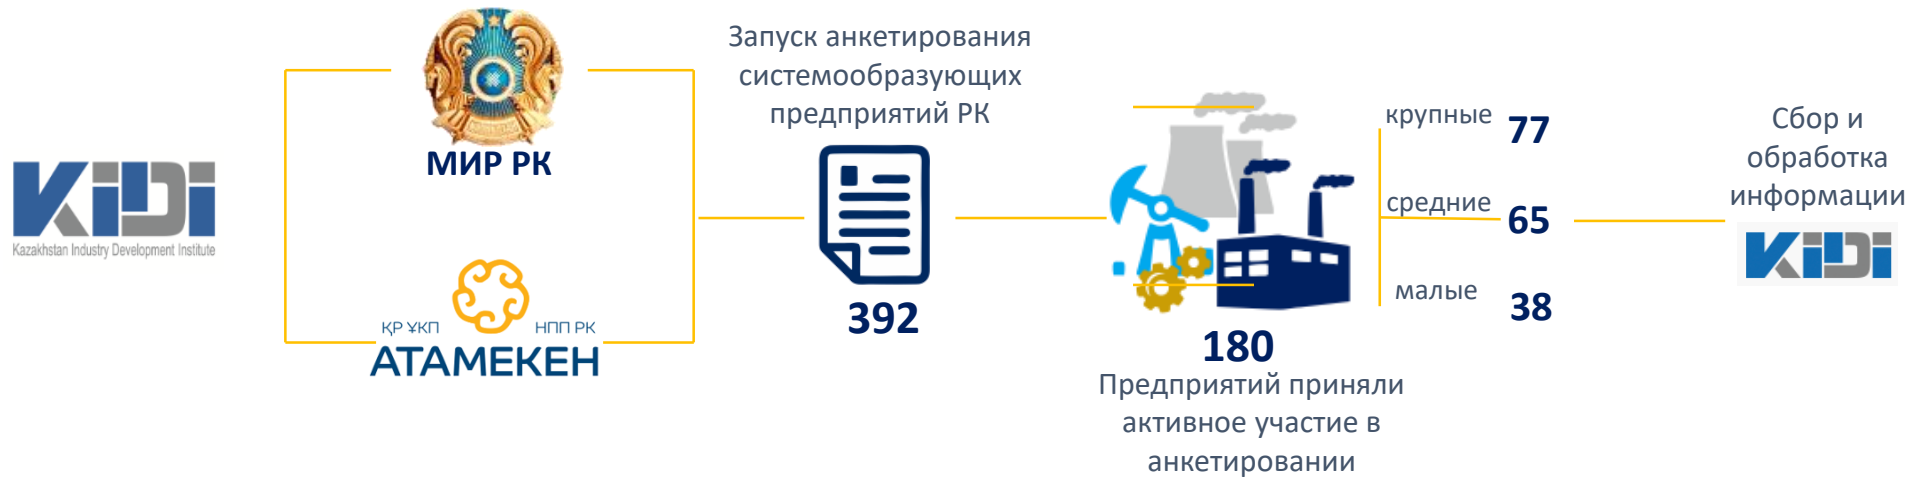 KiDi
Kazakhstan Industry Development Institute
МИР РК
ҚР ҰКП
НПП РК
АТАМЕКЕН
Запуск анкетирования
системообразующих
предприятий РК
392
180
Предприятий приняли
активное участие в
анкетировании
крупные 77
средние 65
малые 38
Сбор и
обработка
информации
KiDi